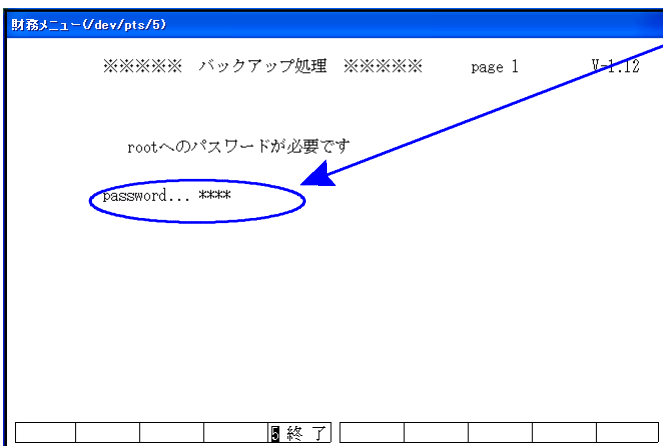 財務メニュー(/dev/pts/5)
※※※※※ バックアップ処理 ※※※※※ page 1 V-1.12
rootへのパスワードが必要です
password... ****
5 終 了